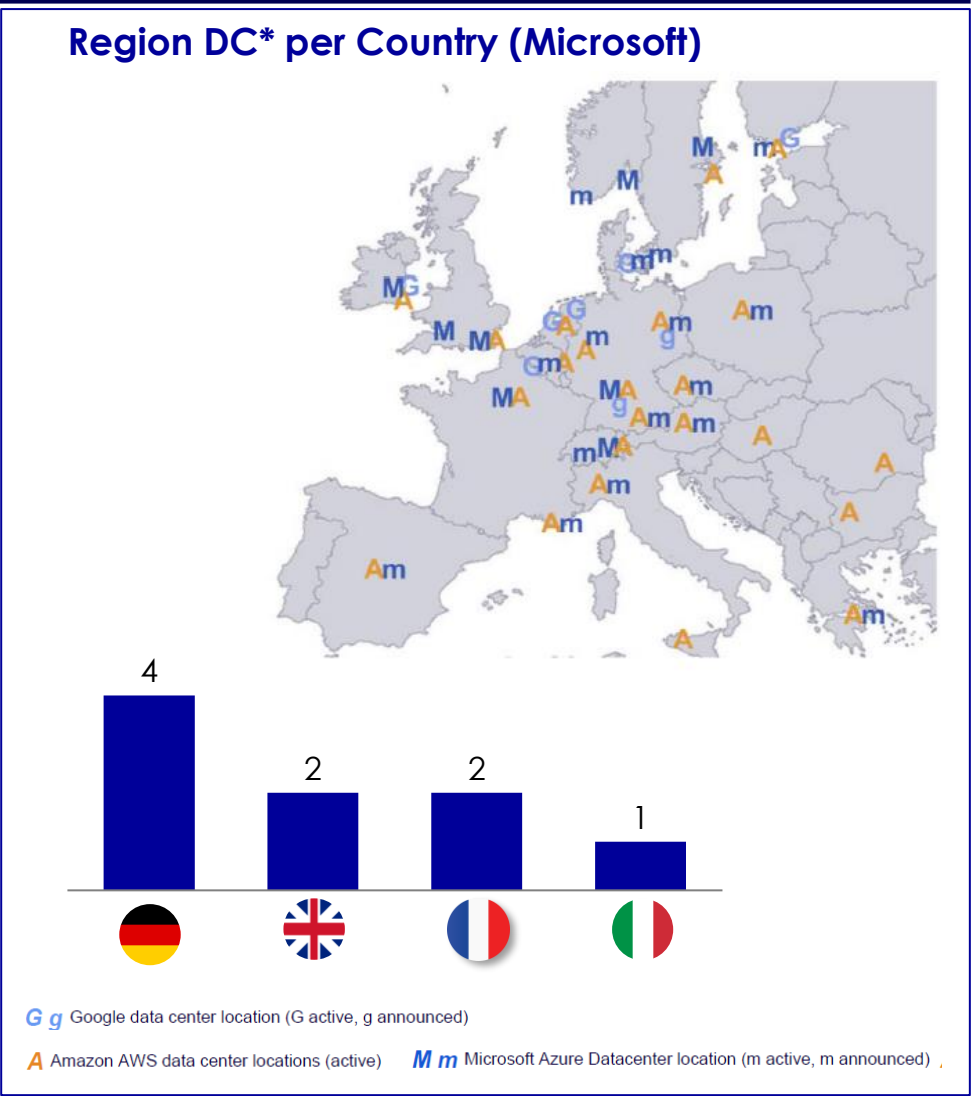 Region DC* per Country (Microsoft)
M
m A G
A
M
m
G m m
M G
A
G
G A
A m
A m
g
M
M A
m
A
G m A
M A
M A
g
A m
A m
A m
A
m M A
A
A m
A
A m
A m
A m
A
4
2
2
1
G g Google data center location (G active, g announced)
A Amazon AWS data center locations (active) M m Microsoft Azure Datacenter location (m active, m announced)